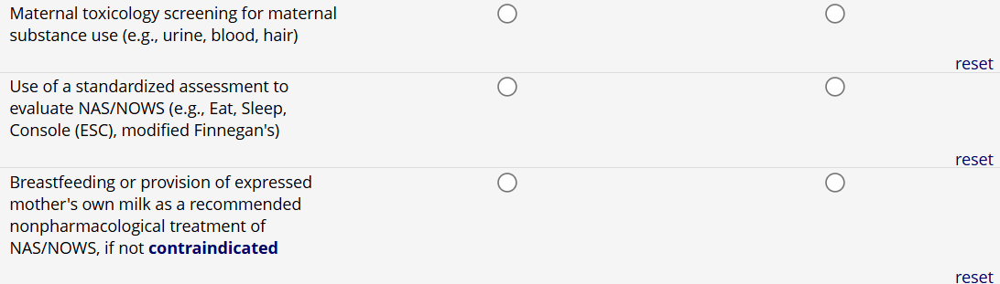 Maternal toxicology screening for maternal
substance use (e.g., urine, blood, hair)
reset
Use of a standardized assessment to
evaluate NAS/NOWS (e.g., Eat, Sleep,
Console (ESC), modified Finnegan's)
reset
Breastfeeding or provision of expressed
mother's own milk as a recommended
nonpharmacological treatment of
NAS/NOWS, if not contraindicated
reset